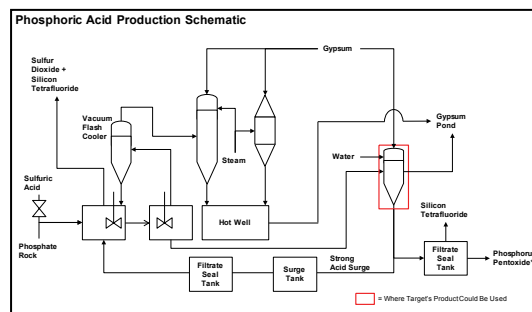 Phosphoric Acid Production Schematic
Sulfur
Dioxide +
Silicon
Tetrafluoride
Gypsum
Vacuum
Flash
Cooler
Gypsum
Pond
Water
Steam
Sulfuric
Acid
Silicon
Tetrafluoride
Hot Well
Phosphate
Rock
Strong
Acid Surge
Filtrate
Seal
Tank
Surge
Tank
Filtrate
Seal
Tank
Phosphoru
Pentoxide¹
= Where Target's Product Could Be Used